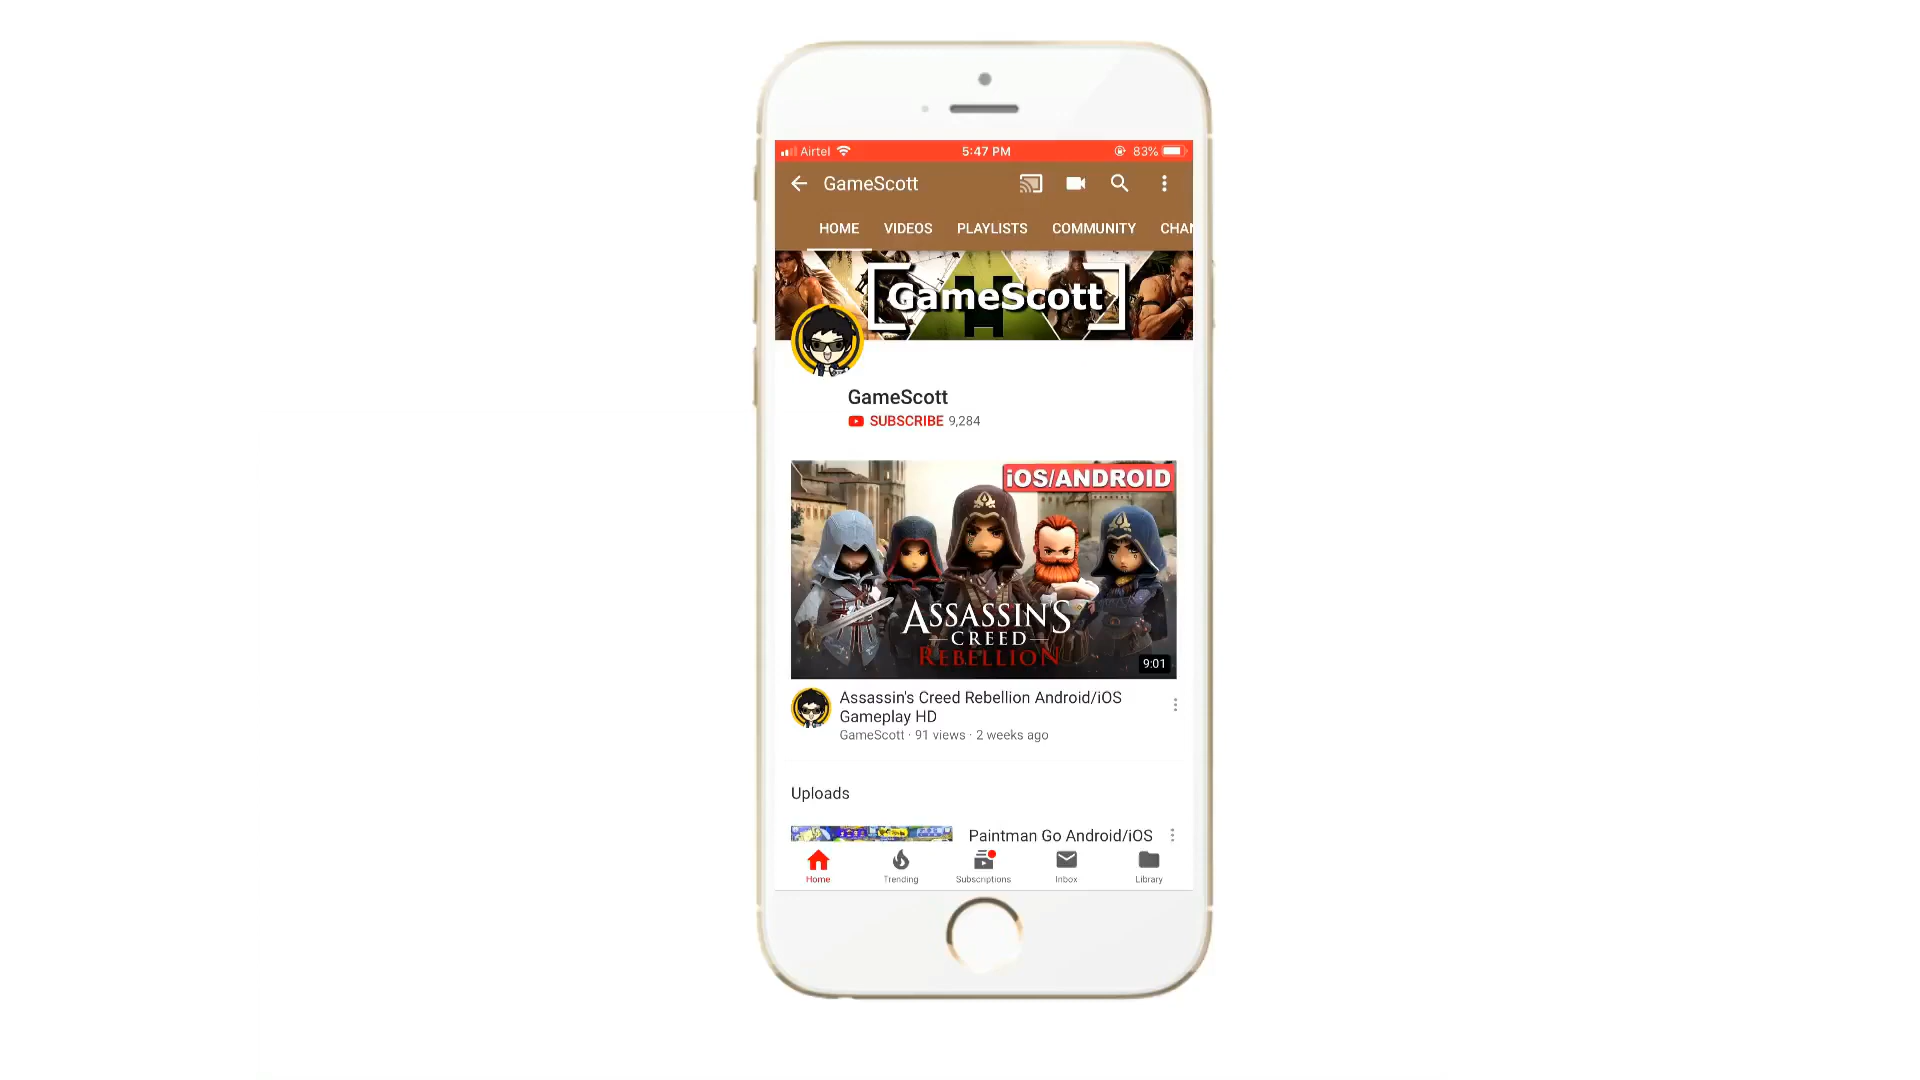 Airtel 5:47 PM 83%
GameScott
HOME VIDEOS PLAYLISTS COMMUNITY CHAN
GameScott
GameScott
SUBSCRIBE 9,284
iOS/ANDROID
ASSASSIN'S
CREED
REBELLION
9:01
Assassin's Creed Rebellion Android/iOS
Gameplay HD
GameScott · 91 views · 2 weeks ago
Uploads
Paintman Go Android/iOS
Home Trending Subscriptions Inbox Library